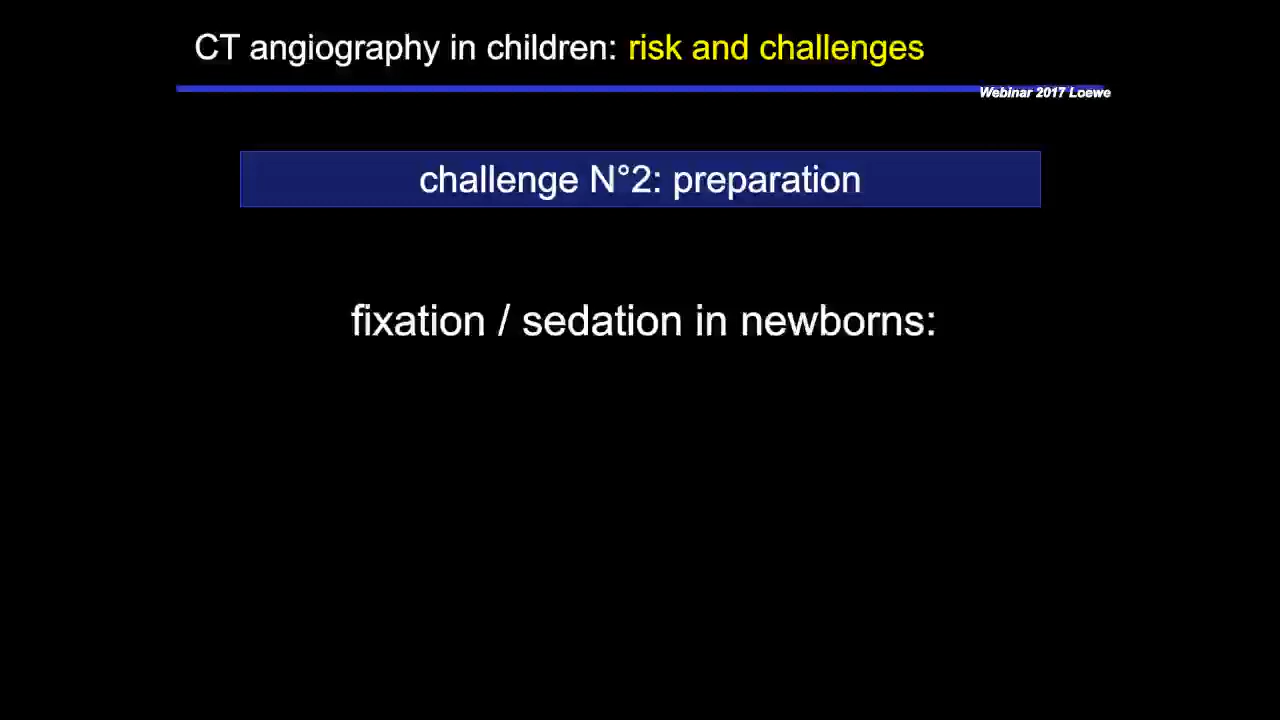 CT angiography in children: risk and challenges
Webinar 2017 Loewe
challenge N°2: preparation
fixation / sedation in newborns: